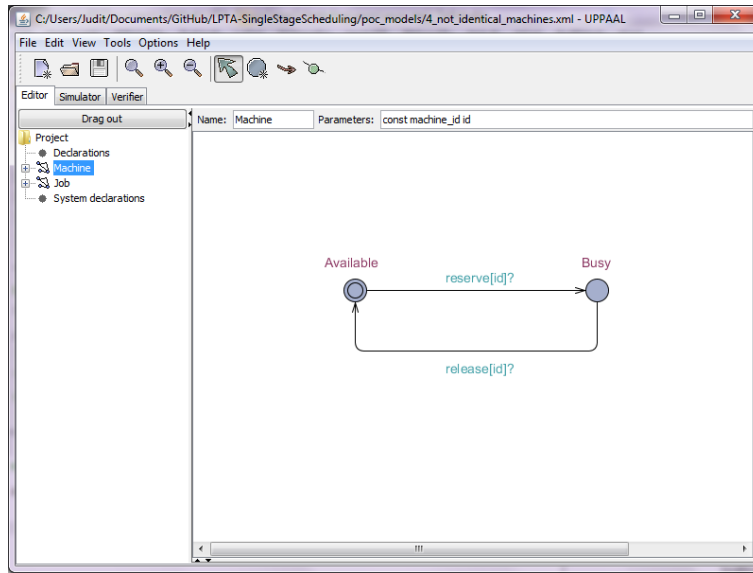 C:/Users/Judit/Documents/GitHub/LPTA-SingleStageScheduling/poc_models/4_not_identical_machines.xml - UPPAAL
File Edit View Tools Options Help
Editor Simulator Verifier
Drag out
Name: Machine Parameters: const machine_id id
Project
Declarations
Machine
Job
System declarations
Available
Busy
reserve[id]?
release[id]?